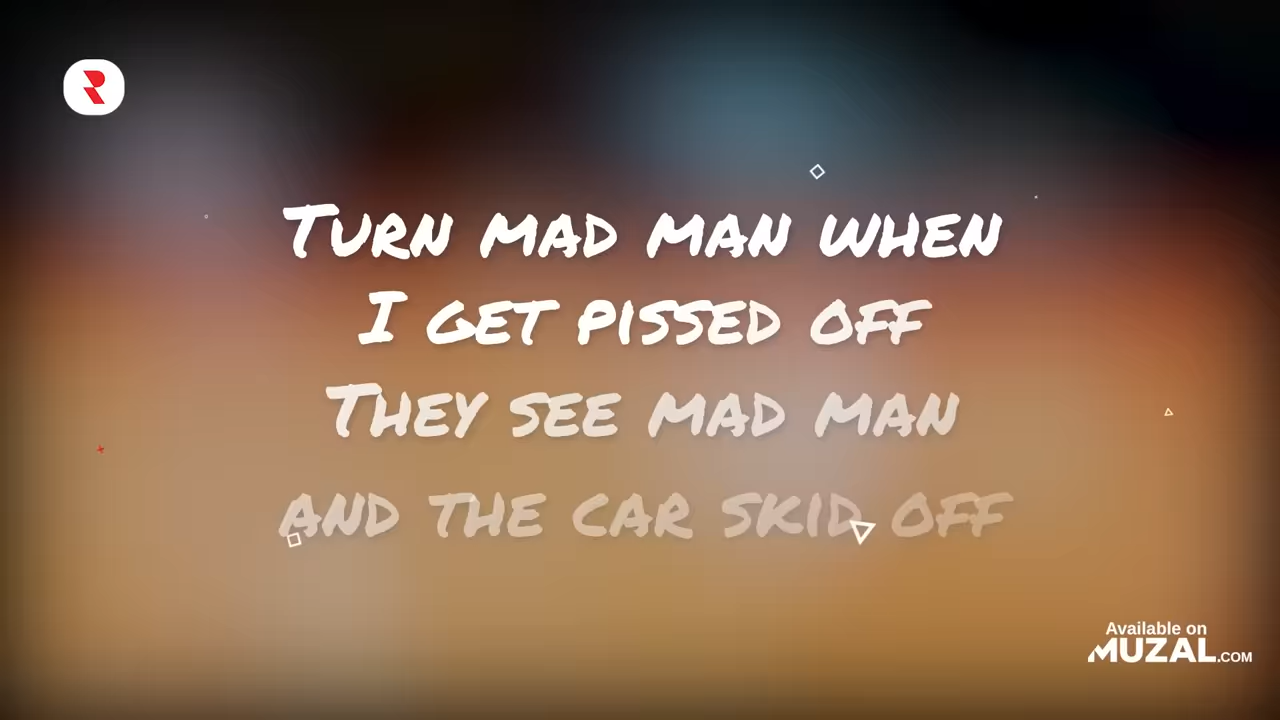 Turn mad man when
I get pissed off
They see mad man
and the car skid off
Available on
MUZAL.COM